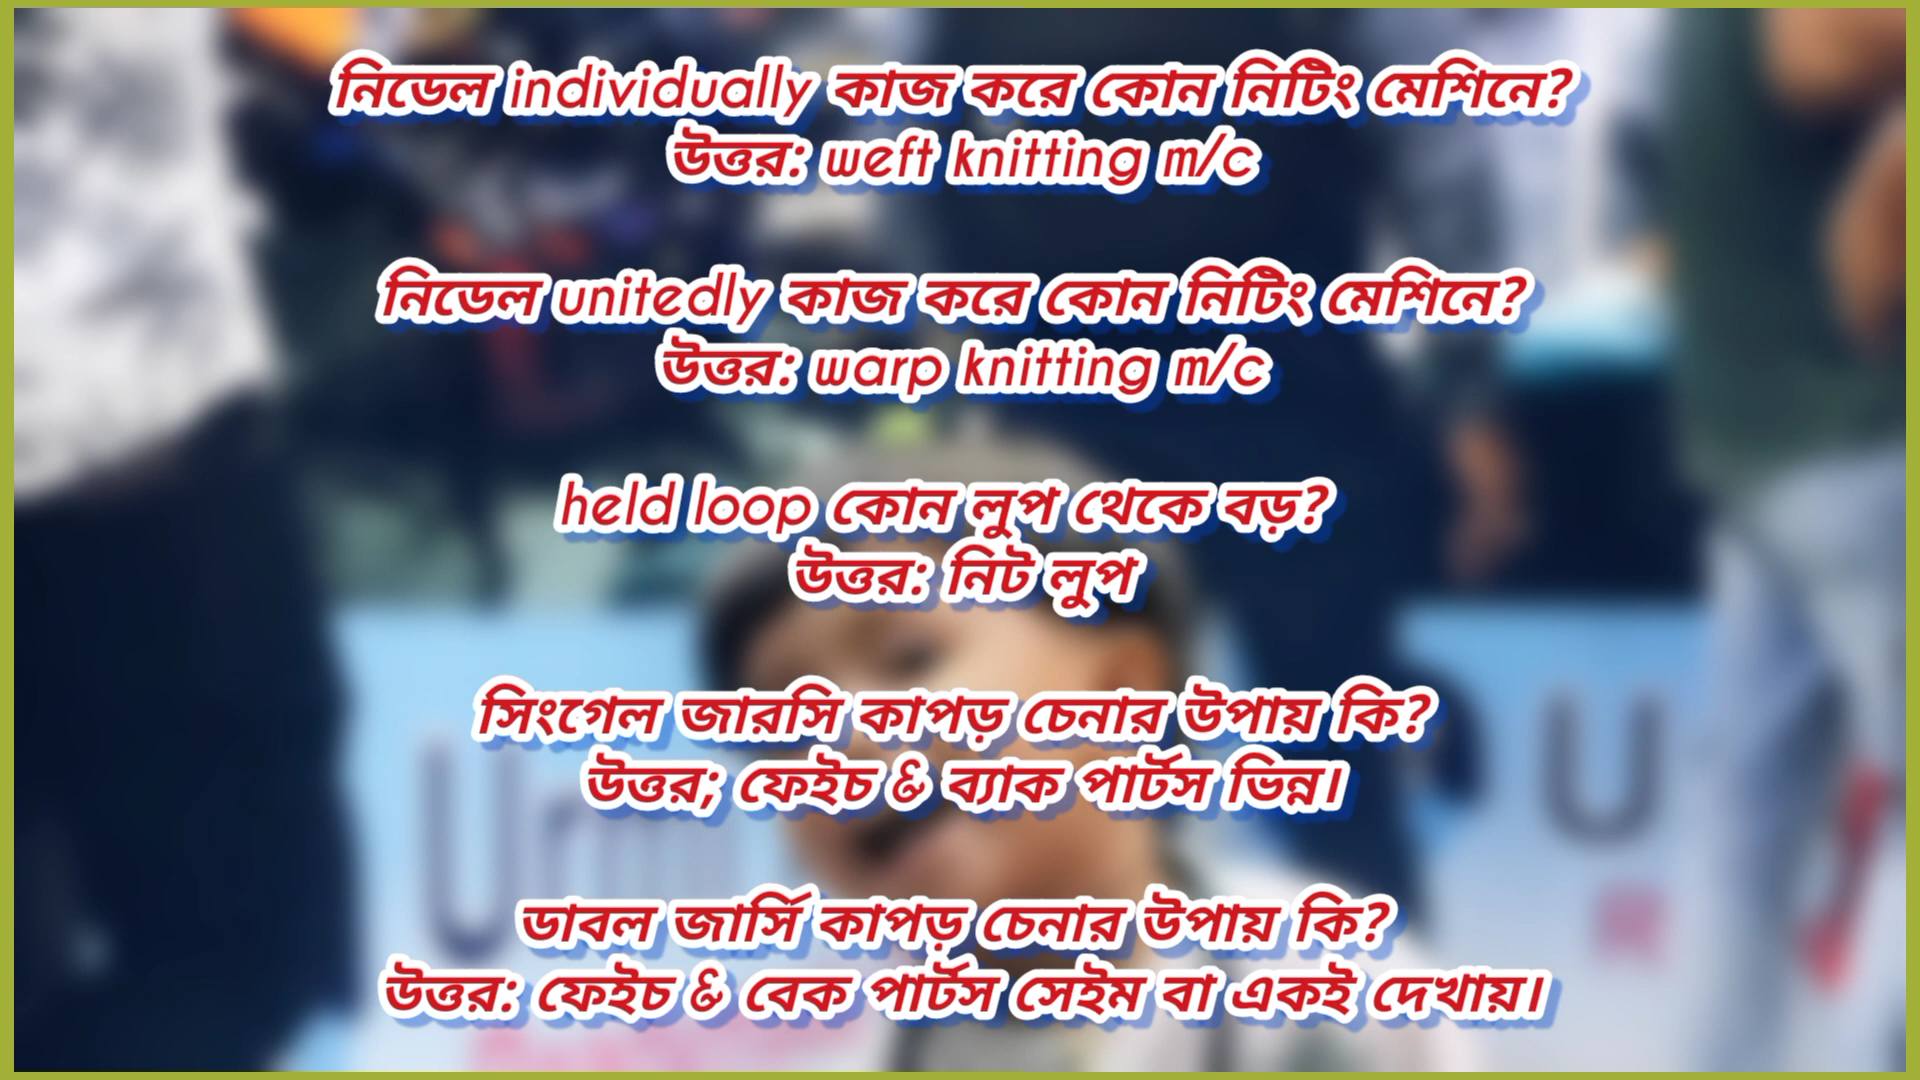 নিডেল individually কাজ করে কোন নিটিং মেশিনে?
উত্তর: weft knitting m/c
নিডেল unitedly কাজ করে কোন নিটিং মেশিনে?
উত্তর: warp knitting m/c
held loop কোন লুপ থেকে বড়?
উত্তর: নিট লুপ
সিংগেল জারসি কাপড় চেনার উপায় কি?
উত্তর; ফেইচ & ব্যাক পার্টস ভিন্ন।
ডাবল জার্সি কাপড় চেনার উপায় কি?
উত্তর: ফেইচ & বেক পার্টস সেইম বা একই দেখায়।